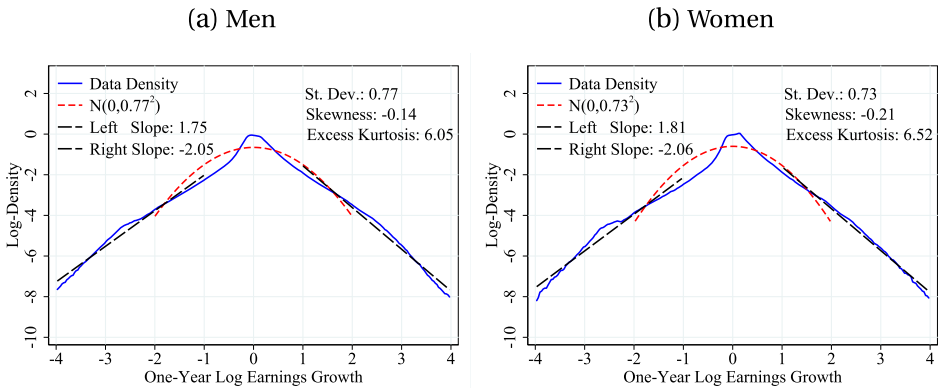 (a) Men
Data Density
N(0,0.77²)
Left Slope: 1.75
Right Slope: -2.05
St. Dev.: 0.77
Skewness: -0.14
Excess Kurtosis: 6.05
Log-Density
2
0
-2
-4
-6
-8
-10
-4 -3 -2 -1 0 1 2 3 4
One-Year Log Earnings Growth
(b) Women
Data Density
N(0,0.73²)
Left Slope: 1.81
Right Slope: -2.06
St. Dev.: 0.73
Skewness: -0.21
Excess Kurtosis: 6.52
Log-Density
2
0
-2
-4
-6
-8
-10
-4 -3 -2 -1 0 1 2 3 4
One-Year Log Earnings Growth